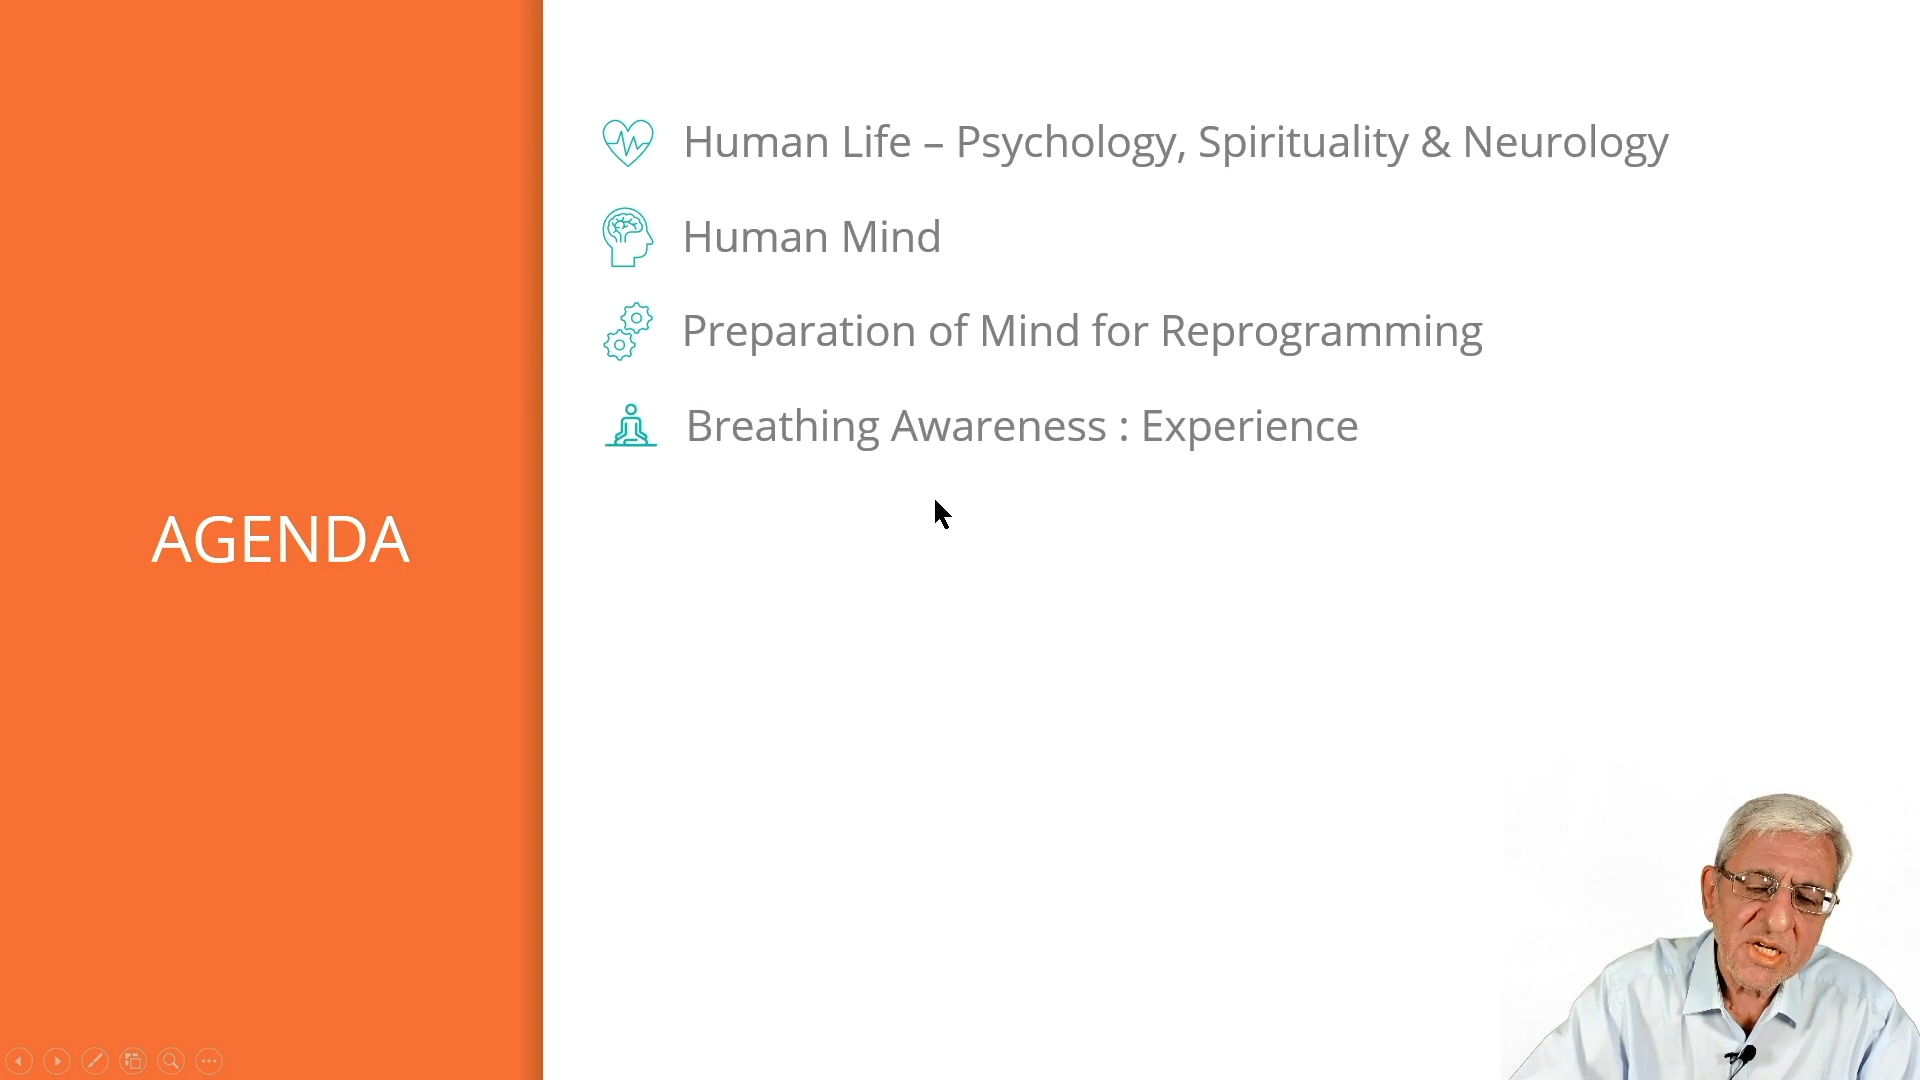 Human Life – Psychology, Spirituality & Neurology
Human Mind
Preparation of Mind for Reprogramming
Breathing Awareness : Experience
AGENDA